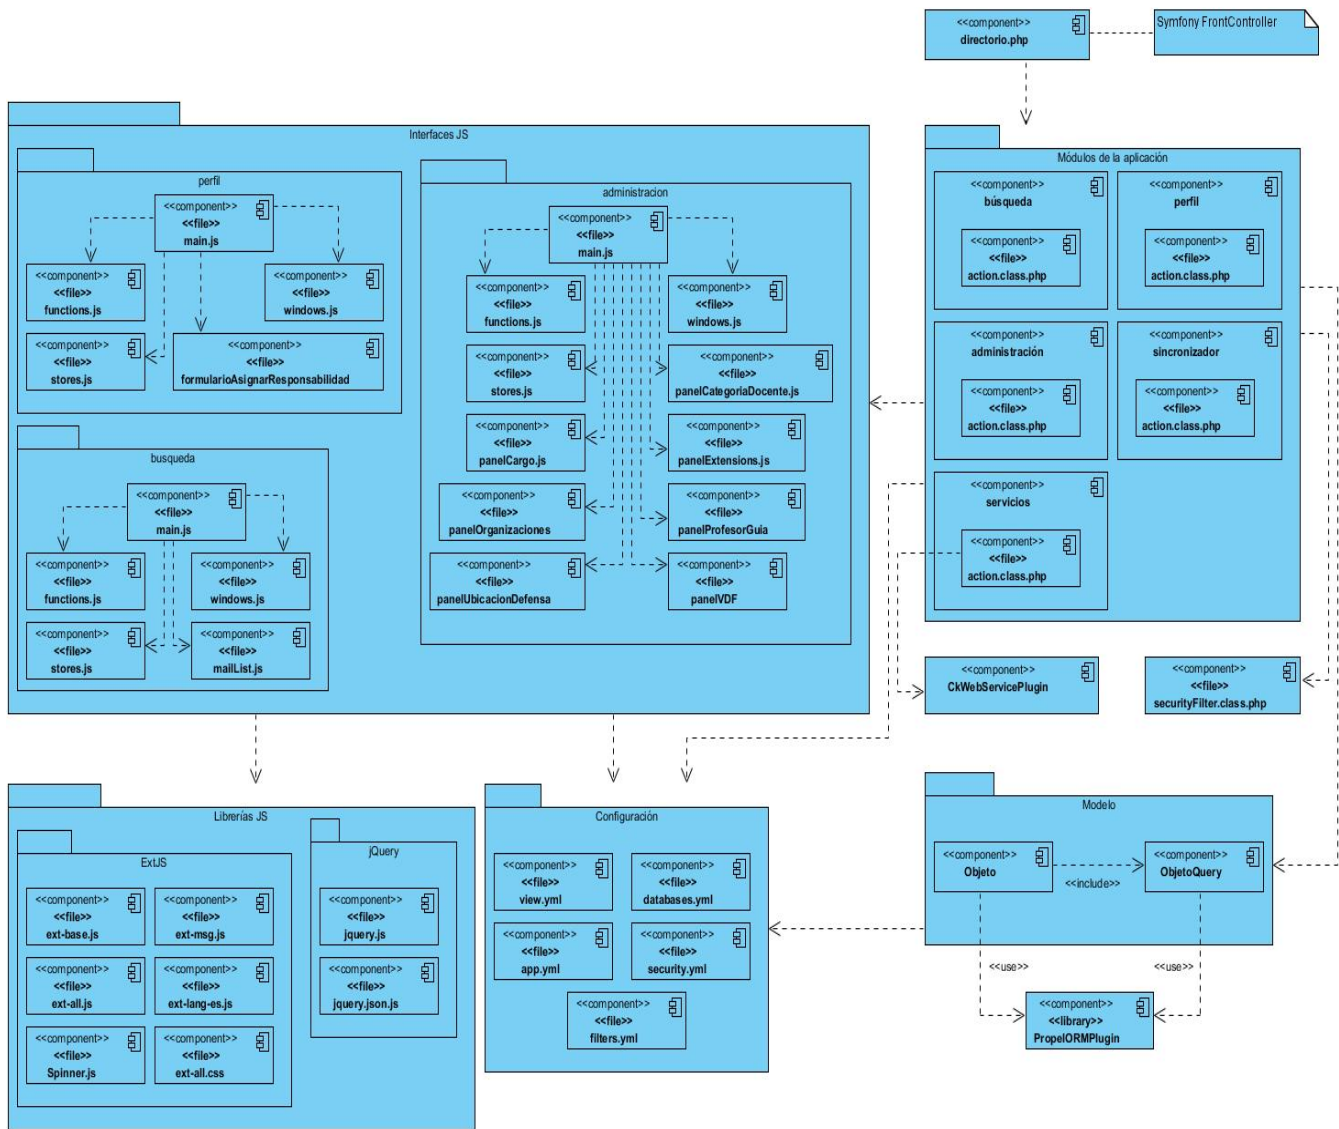 <<component>>
directorio.php
Symfony FrontController
Interfaces JS
perfil
<<component>>
<<file>>
main.js
<<component>>
<<file>>
functions.js
<<component>>
<<file>>
windows.js
<<component>>
<<file>>
stores.js
<<component>>
<<file>>
formularioAsignarResponsabilidad
busqueda
<<component>>
<<file>>
main.js
<<component>>
<<file>>
functions.js
<<component>>
<<file>>
windows.js
<<component>>
<<file>>
stores.js
<<component>>
<<file>>
mailList.js
administracion
<<component>>
<<file>>
main.js
<<component>>
<<file>>
functions.js
<<component>>
<<file>>
windows.js
<<component>>
<<file>>
stores.js
<<component>>
<<file>>
panelCategoriaDocente.js
<<component>>
<<file>>
panelCargo.js
<<component>>
<<file>>
panelExtensions.js
<<component>>
<<file>>
panelOrganizaciones
<<component>>
<<file>>
panelProfesorGuia
<<component>>
<<file>>
panelUbicacionDefensa
<<component>>
<<file>>
panelVDF
Módulos de la aplicación
<<component>>
búsqueda
<<component>>
<<file>>
action.class.php
<<component>>
perfil
<<component>>
<<file>>
action.class.php
<<component>>
administración
<<component>>
<<file>>
action.class.php
<<component>>
sincronizador
<<component>>
<<file>>
action.class.php
<<component>>
servicios
<<component>>
<<file>>
action.class.php
<<component>>
CkWebServicePlugin
<<component>>
<<file>>
securityFilter.class.php
Librerías JS
ExtJS
<<component>>
<<file>>
ext-base.js
<<component>>
<<file>>
ext-msg.js
<<component>>
<<file>>
ext-all.js
<<component>>
<<file>>
ext-lang-es.js
<<component>>
<<file>>
Spinner.js
<<component>>
<<file>>
ext-all.css
jQuery
<<component>>
<<file>>
jquery.js
<<component>>
<<file>>
jquery.json.js
Configuración
<<component>>
<<file>>
view.yml
<<component>>
<<file>>
databases.yml
<<component>>
<<file>>
app.yml
<<component>>
<<file>>
security.yml
<<component>>
<<file>>
filters.yml
Modelo
<<component>>
Objeto
<<include>>
<<component>>
ObjetoQuery
<<use>>
<<use>>
<<component>>
<<library>>
PropelORMPlugin